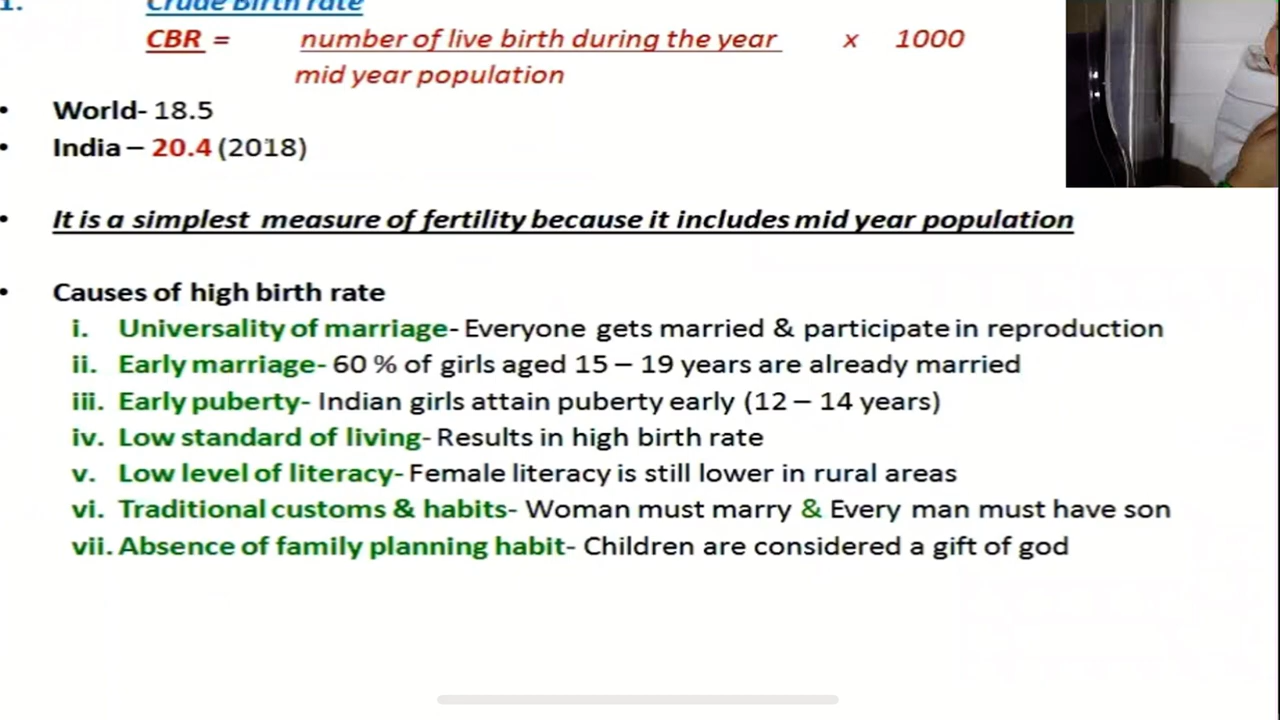 1. Crude Birth rate
CBR = number of live birth during the year x 1000
mid year population
• World- 18.5
• India – 20.4 (2018)
• It is a simplest measure of fertility because it includes mid year population
• Causes of high birth rate
i. Universality of marriage- Everyone gets married & participate in reproduction
ii. Early marriage- 60 % of girls aged 15 – 19 years are already married
iii. Early puberty- Indian girls attain puberty early (12 – 14 years)
iv. Low standard of living- Results in high birth rate
v. Low level of literacy- Female literacy is still lower in rural areas
vi. Traditional customs & habits- Woman must marry & Every man must have son
vii. Absence of family planning habit- Children are considered a gift of god